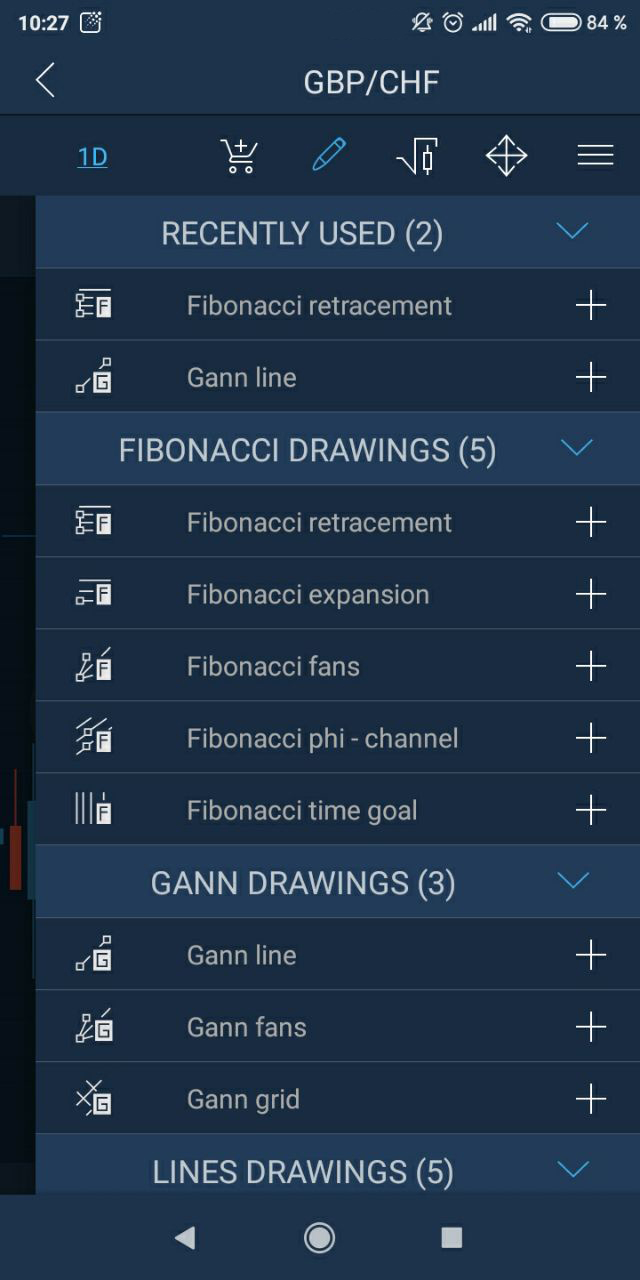 10:27
84 %
GBP/CHF
1D
RECENTLY USED (2)
Fibonacci retracement
Gann line
FIBONACCI DRAWINGS (5)
Fibonacci retracement
Fibonacci expansion
Fibonacci fans
Fibonacci phi - channel
Fibonacci time goal
GANN DRAWINGS (3)
Gann line
Gann fans
Gann grid
LINES DRAWINGS (5)